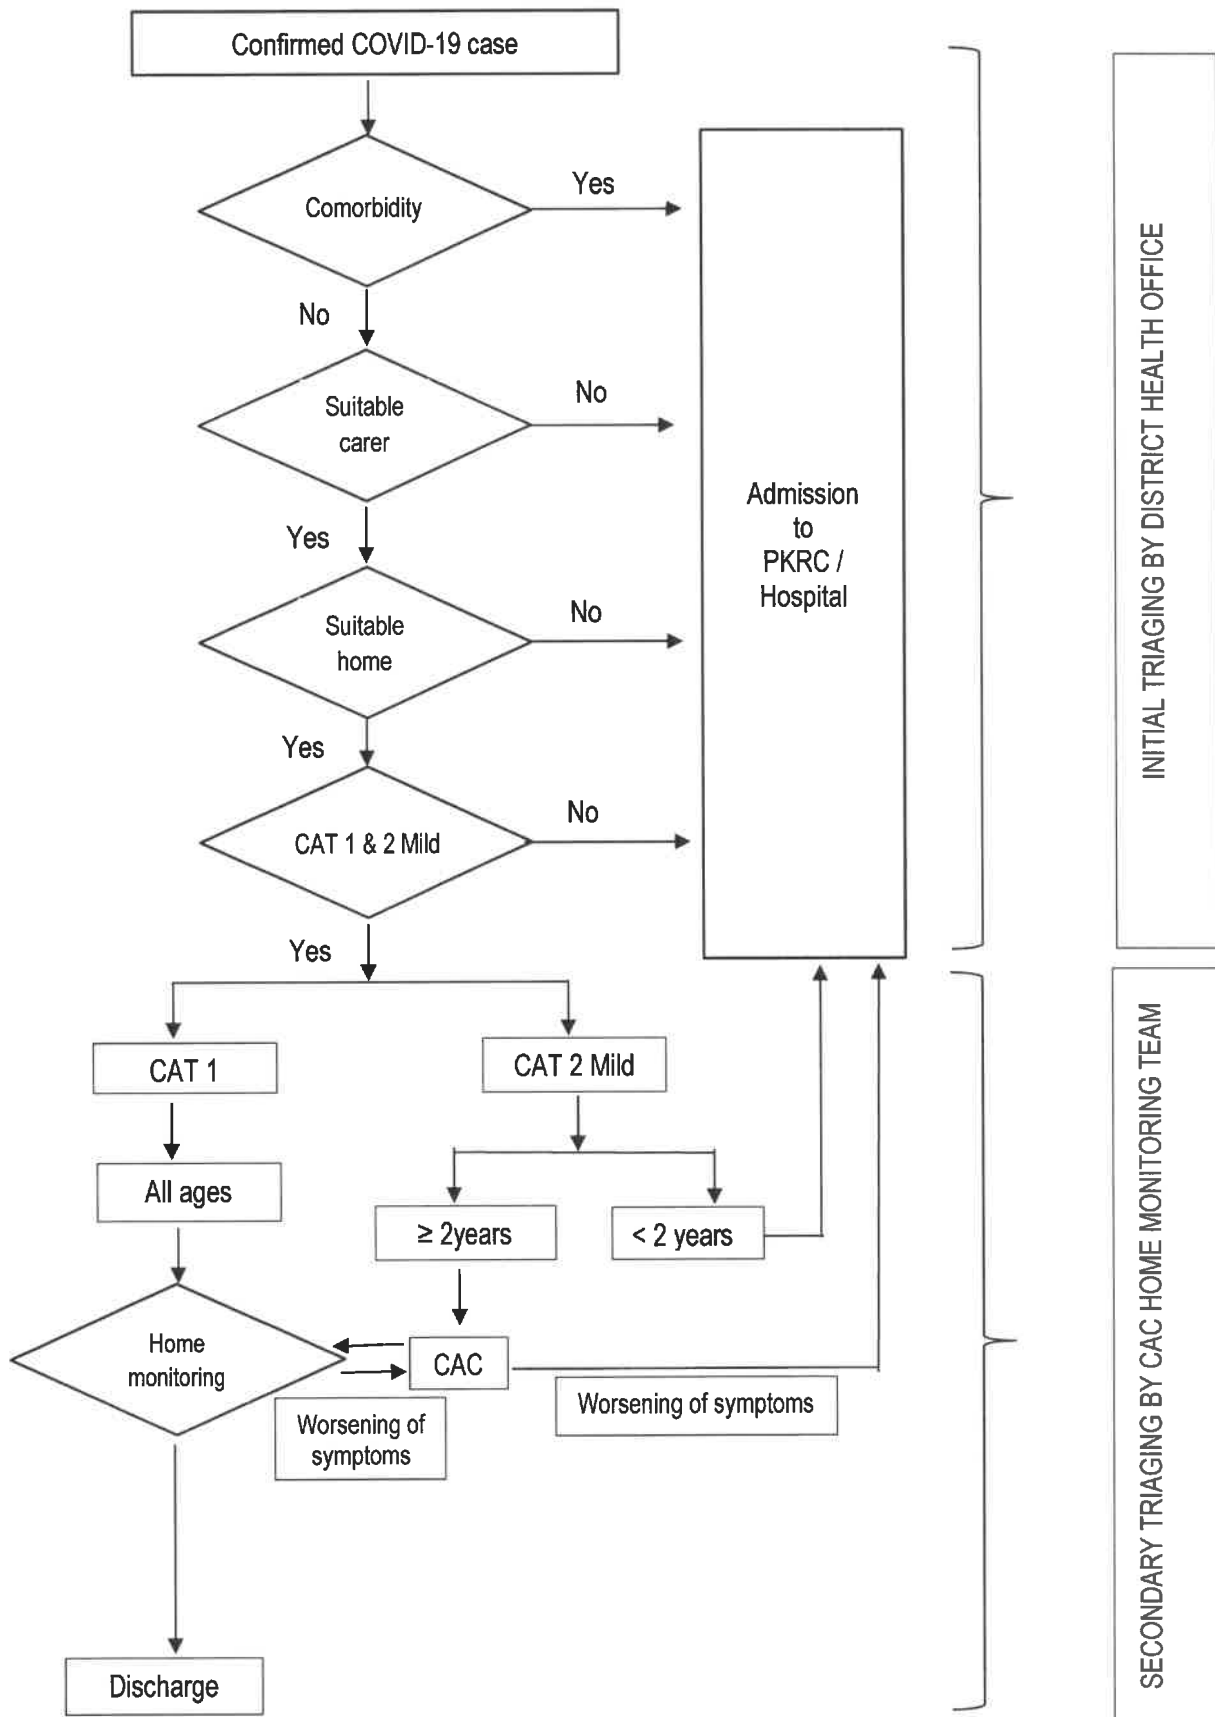 Confirmed COVID-19 case
Comorbidity
Yes
No
Suitable
carer
No
Yes
Suitable
home
No
Yes
CAT 1 & 2 Mild
No
Yes
Admission
to
PKRC /
Hospital
INITIAL TRIAGING BY DISTRICT HEALTH OFFICE
CAT 1
CAT 2 Mild
All ages
≥ 2years
< 2 years
Home
monitoring
CAC
Worsening of
symptoms
Worsening of symptoms
Discharge
SECONDARY TRIAGING BY CAC HOME MONITORING TEAM